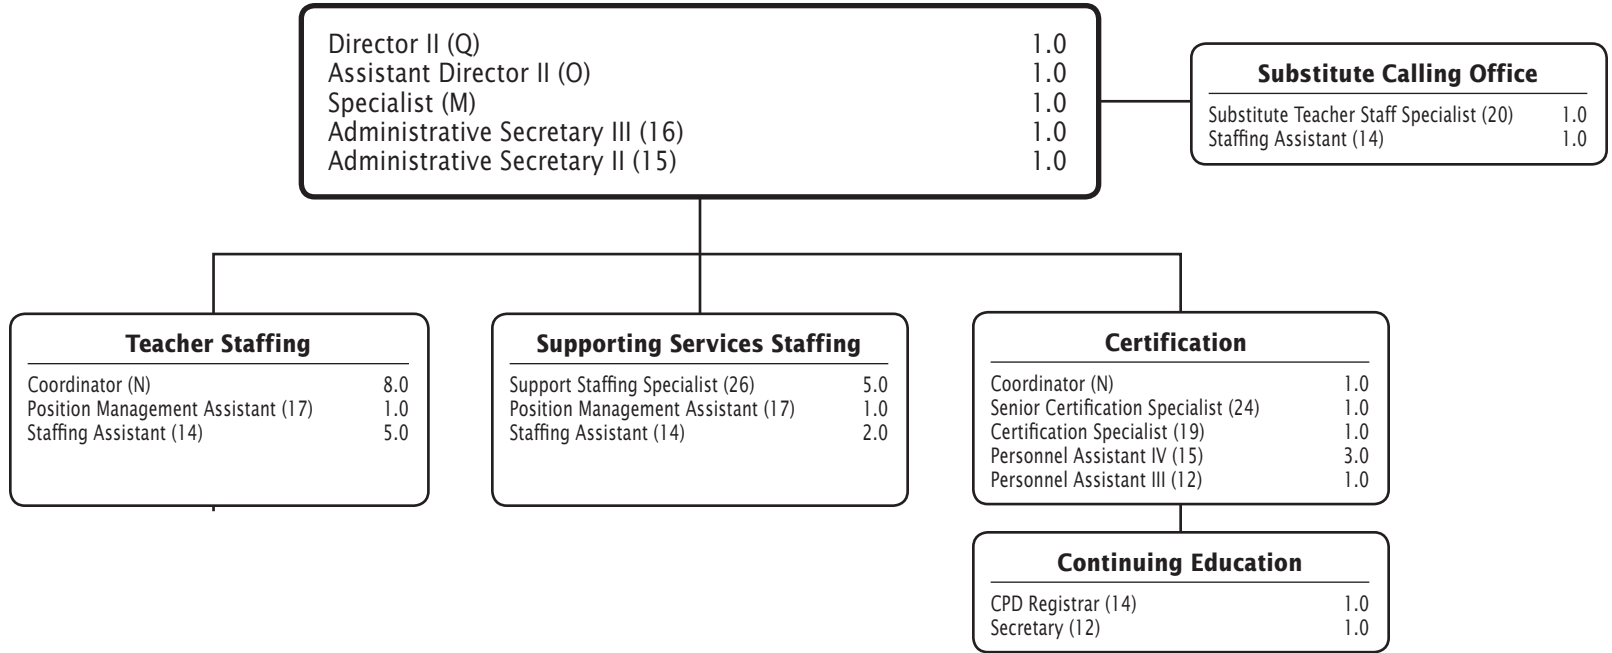 Director II (Q) 1.0
Assistant Director II (O) 1.0
Specialist (M) 1.0
Administrative Secretary III (16) 1.0
Administrative Secretary II (15) 1.0
Substitute Calling Office
Substitute Teacher Staff Specialist (20) 1.0
Staffing Assistant (14) 1.0
Teacher Staffing
Coordinator (N) 8.0
Position Management Assistant (17) 1.0
Staffing Assistant (14) 5.0
Supporting Services Staffing
Support Staffing Specialist (26) 5.0
Position Management Assistant (17) 1.0
Staffing Assistant (14) 2.0
Certification
Coordinator (N) 1.0
Senior Certification Specialist (24) 1.0
Certification Specialist (19) 1.0
Personnel Assistant IV (15) 3.0
Personnel Assistant III (12) 1.0
Continuing Education
CPD Registrar (14) 1.0
Secretary (12) 1.0